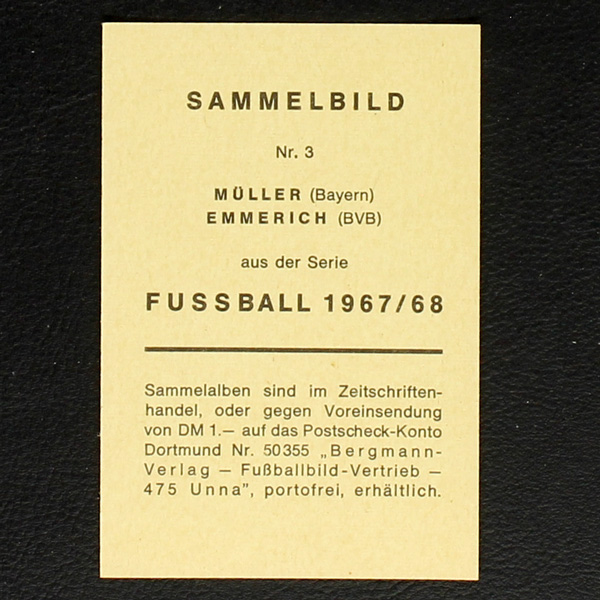 SAMMELBILD
Nr. 3
MÜLLER (Bayern)
EMMERICH (BVB)
aus der Serie
FUSSBALL 1967/68
Sammelalben sind im Zeitschriften-
handel, oder gegen Voreinsendung
von DM 1.— auf das Postscheck-Konto
Dortmund Nr. 50355 „Bergmann-
Verlag — Fußballbild-Vertrieb —
475 Unna”, portofrei, erhältlich.